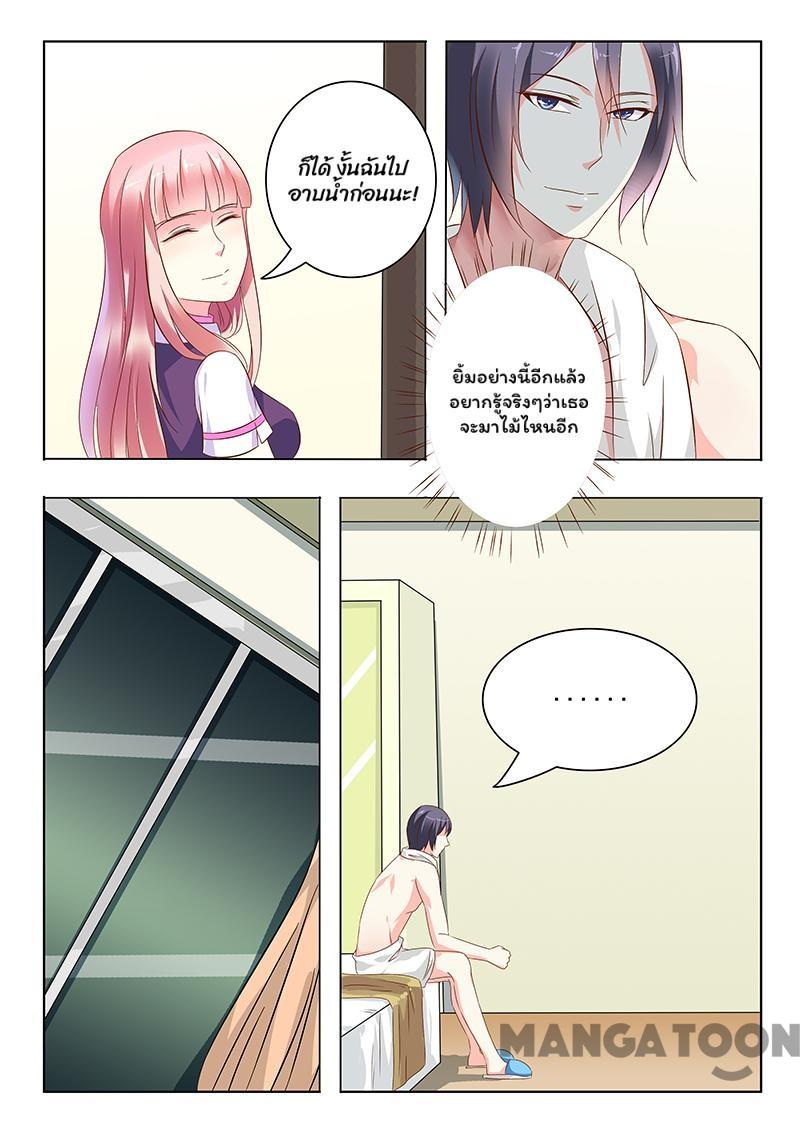 ก็ได้ งั้นฉันไป
อาบน้ำก่อนนะ!
ยิ้มอย่างนี้อีกแล้ว
อยากรู้จริงๆว่าเธอ
จะมาไม้ไหนอีก
......
MANGATOON